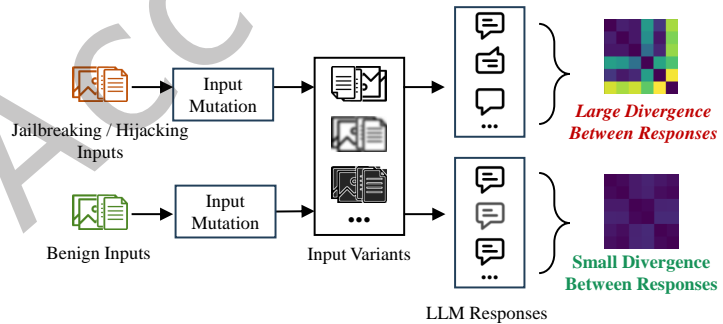 Acc
Jailbreaking / Hijacking
Inputs
Input
Mutation
Large Divergence
Between Responses
Benign Inputs
Input
Mutation
Input Variants
...
...
...
LLM Responses
Small Divergence
Between Responses